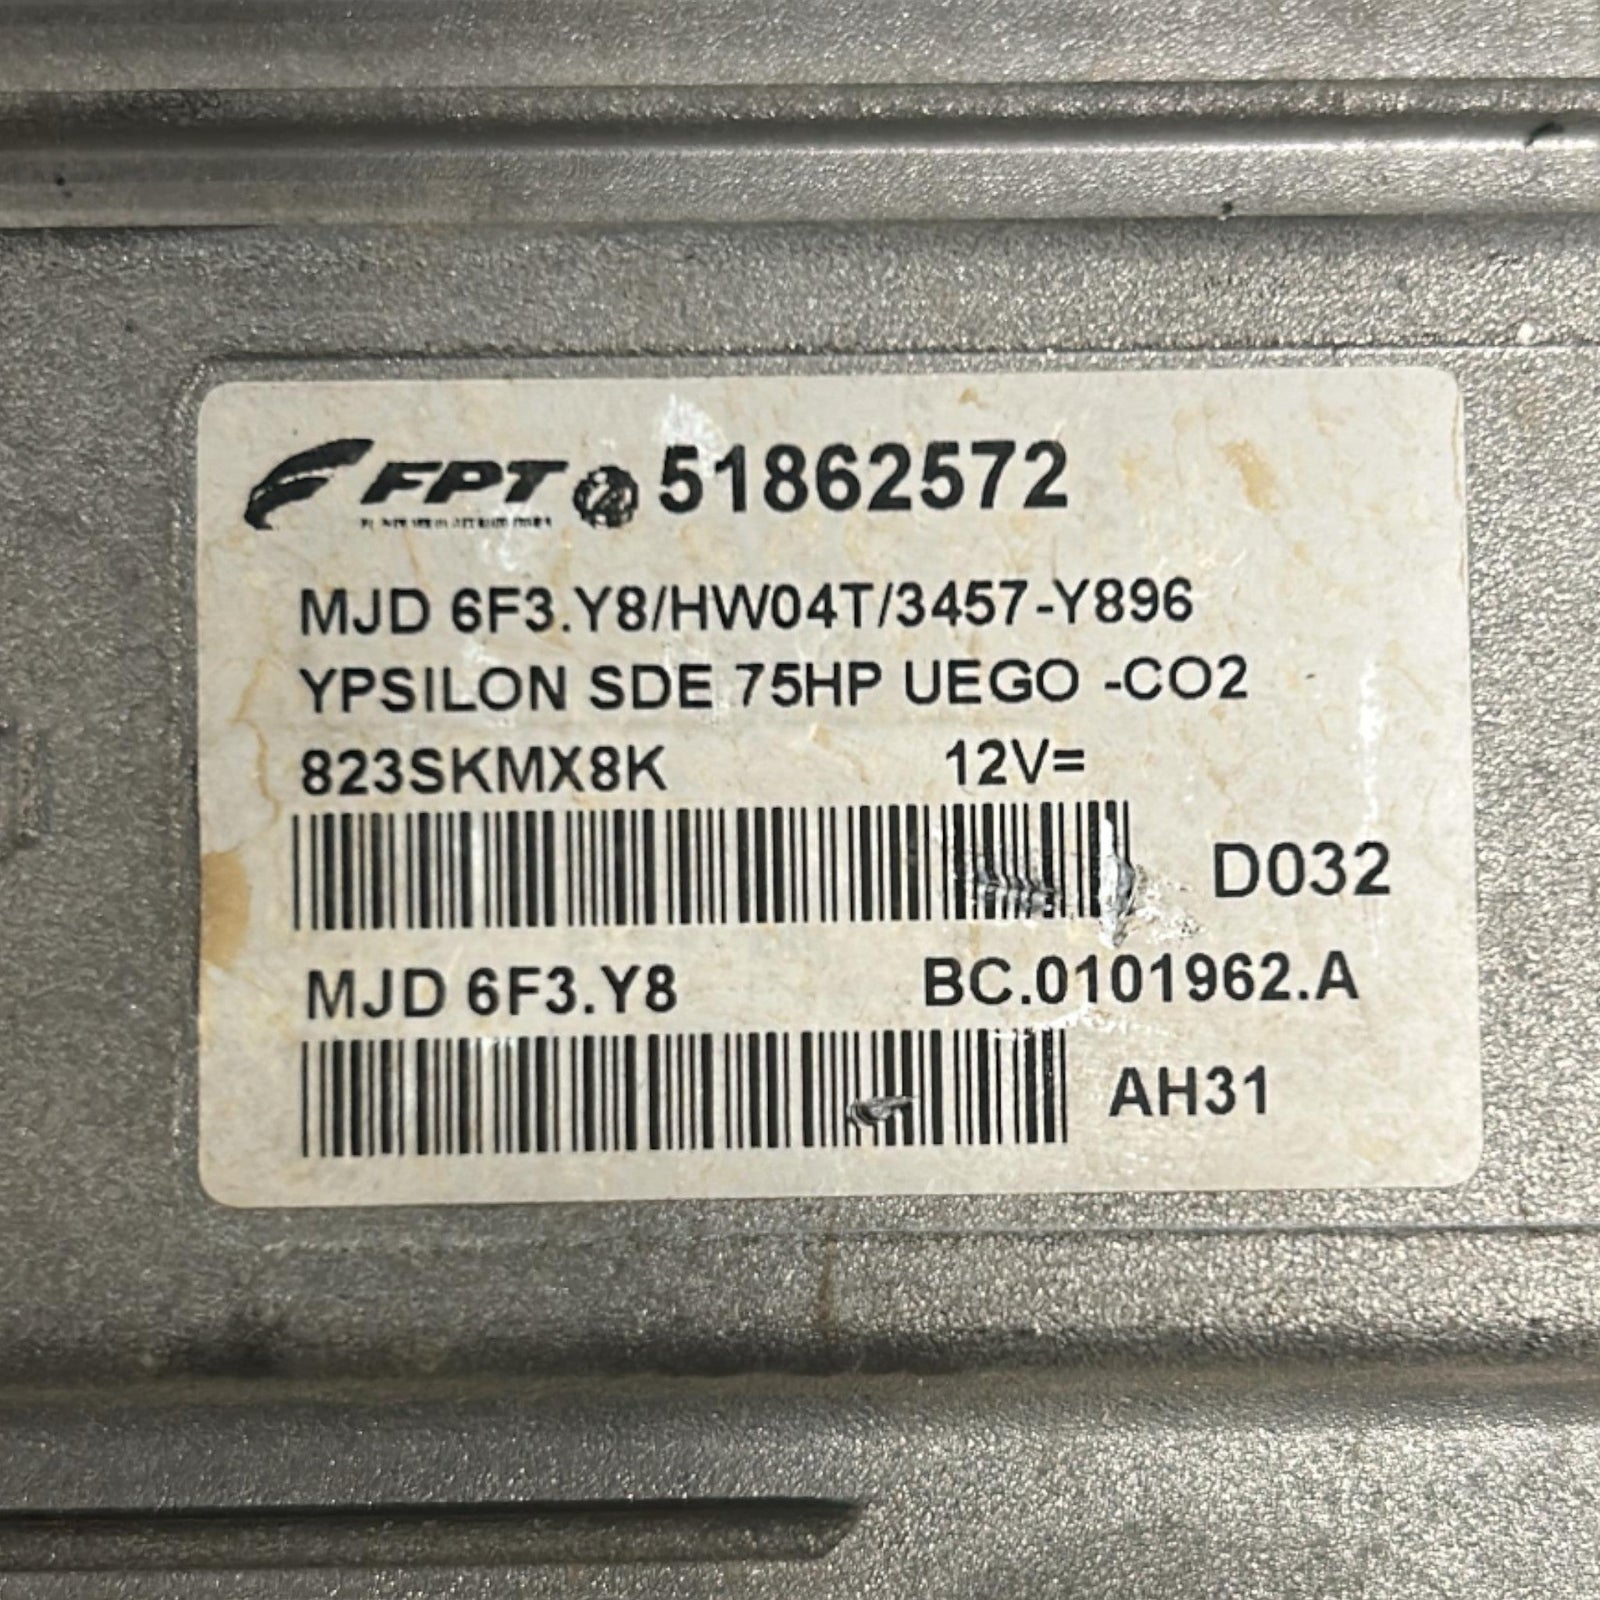 FPT 51862572
MJD 6F3.Y8/HW04T/3457-Y896
YPSILON SDE 75HP UEGO -CO2
823SKMX8K 12V=
D032
MJD 6F3.Y8 BC.0101962.A
AH31